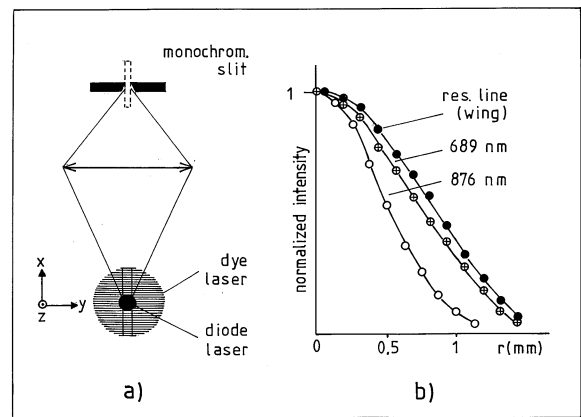 monochrom.
slit
x
y
z
dye
laser
diode
laser
a)
1
normalized intensity
res. line
(wing)
689 nm
876 nm
0
0,5
1
r(mm)
b)